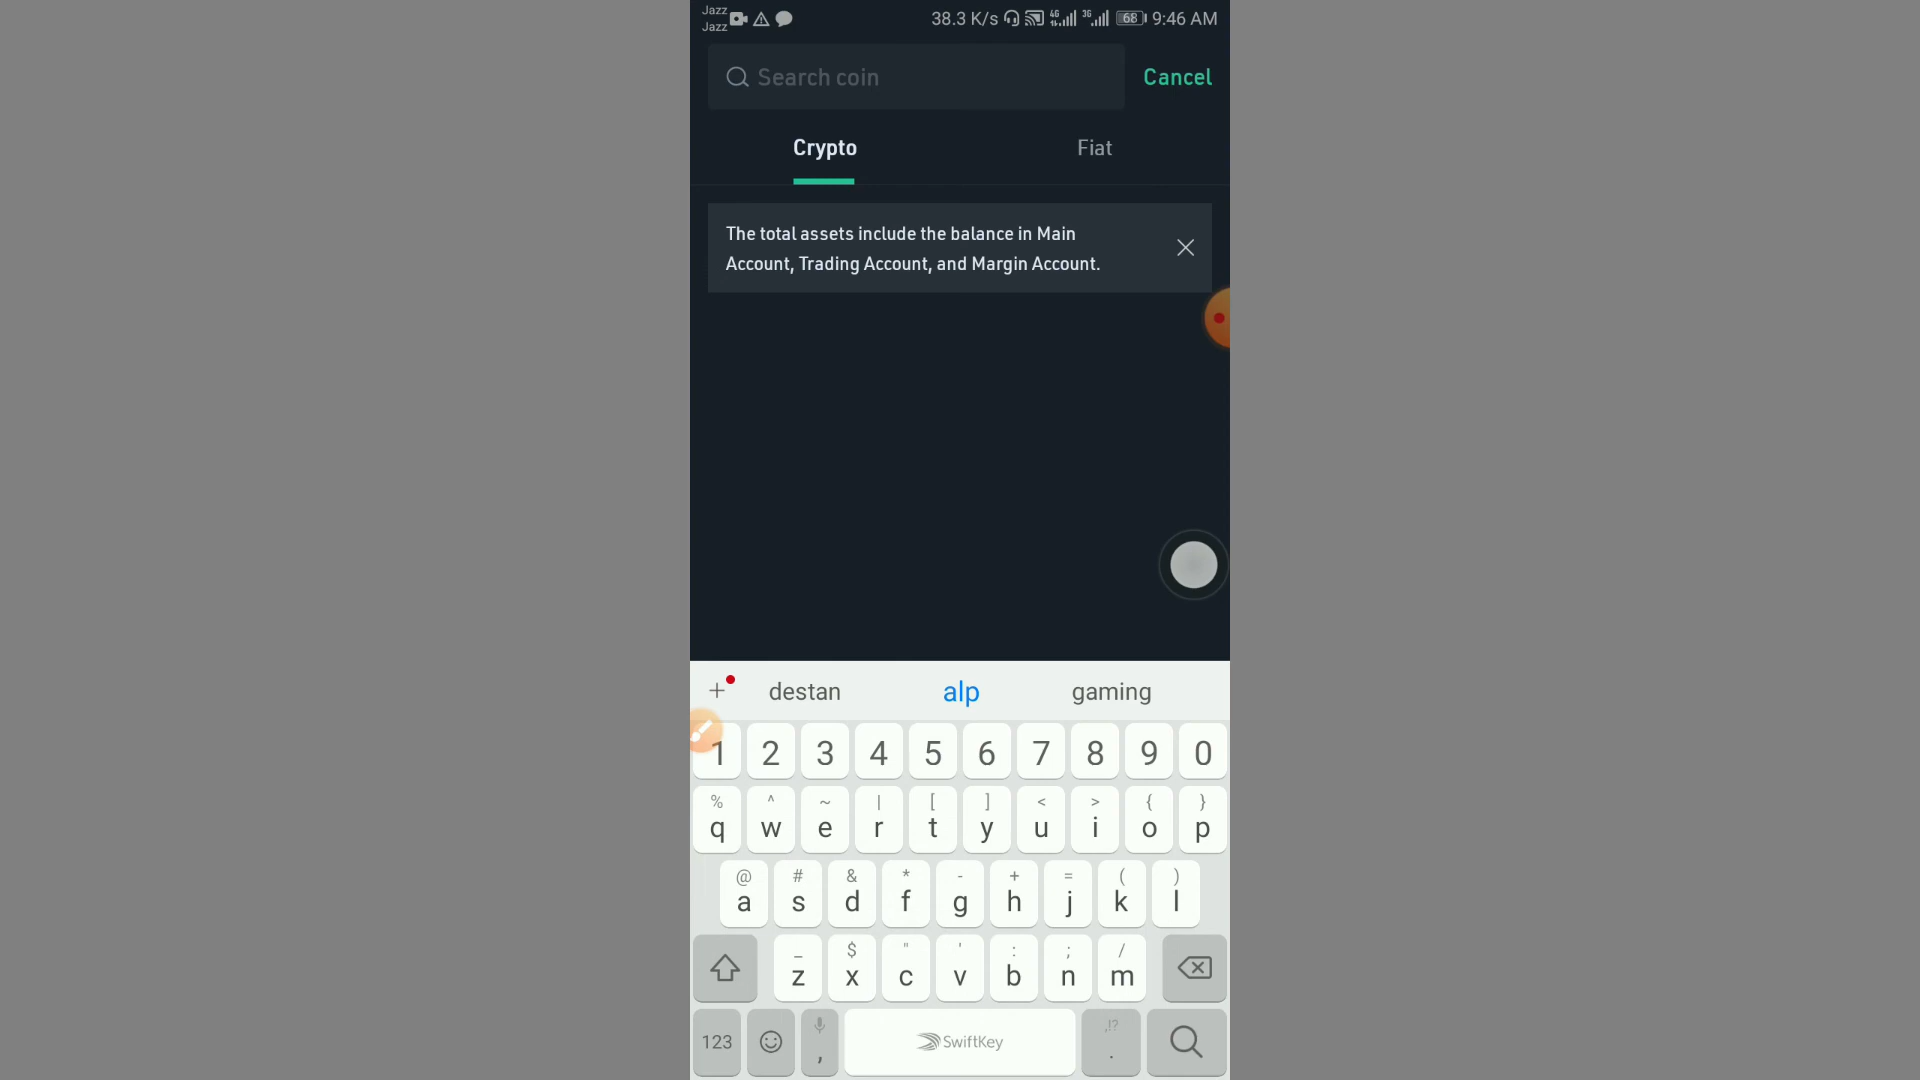 Jazz
Jazz
38.3 K/s 4G 3G 68 9:46 AM
Search coin
Cancel
Crypto
Fiat
The total assets include the balance in Main
Account, Trading Account, and Margin Account.
+ destan alp gaming
1 2 3 4 5 6 7 8 9 0
% ^ ~ | [ ] < > { }
q w e r t y u i o p
@ # & * - + = ( )
a s d f g h j k l
_ $ " ' : ; /
z x c v b n m
,!?
123 , SwiftKey .